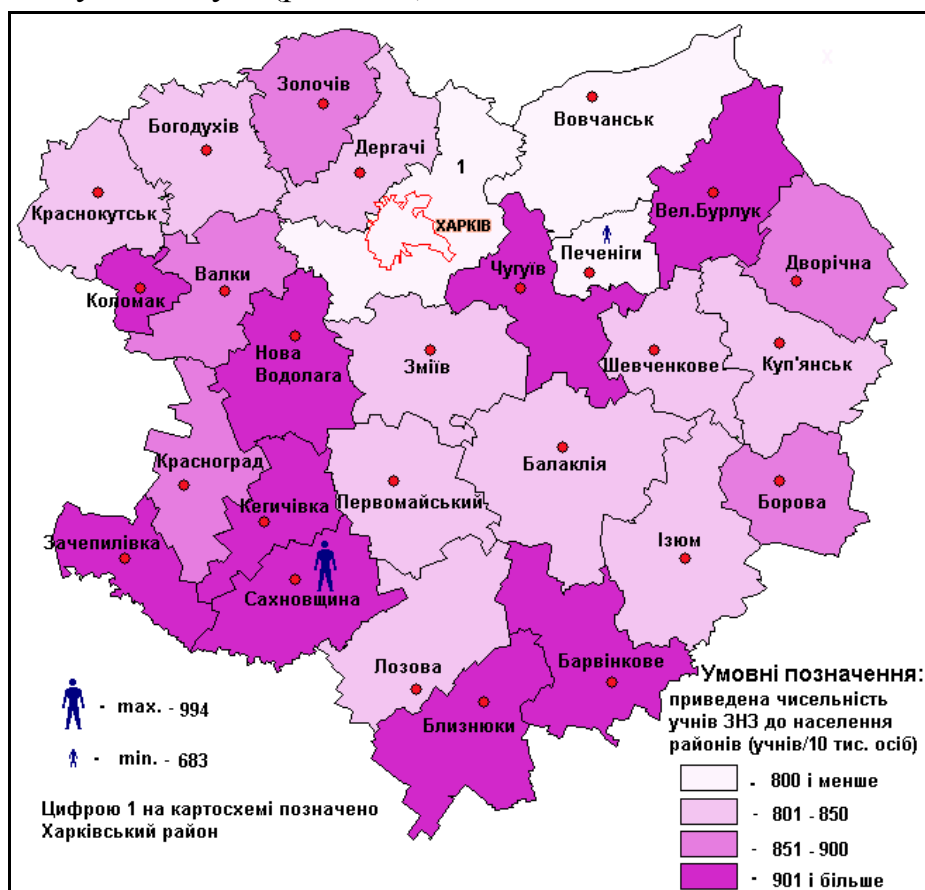 Золочів
Богодухів
Дергачі
1
Вовчанськ
Краснокутськ
ХАРКІВ
Вел.Бурлук
Печеніги
Чугуїв
Дворічна
Валки
Коломак
Нова
Водолага
Зміїв
Шевченкове
Куп'янськ
Балаклія
Красноград
Первомайський
Кегичівка
Борова
Зачепилівка
Ізюм
Сахновщина
Лозова
Барвінкове
Близнюки
- max. - 994
- min. - 683
Цифрою 1 на картосхемі позначено
Харківський район
Умовні позначення:
приведена чисельність
учнів ЗНЗ до населення
районів (учнів/10 тис. осіб)
- 800 і менше
- 801 - 850
- 851 - 900
- 901 і більше